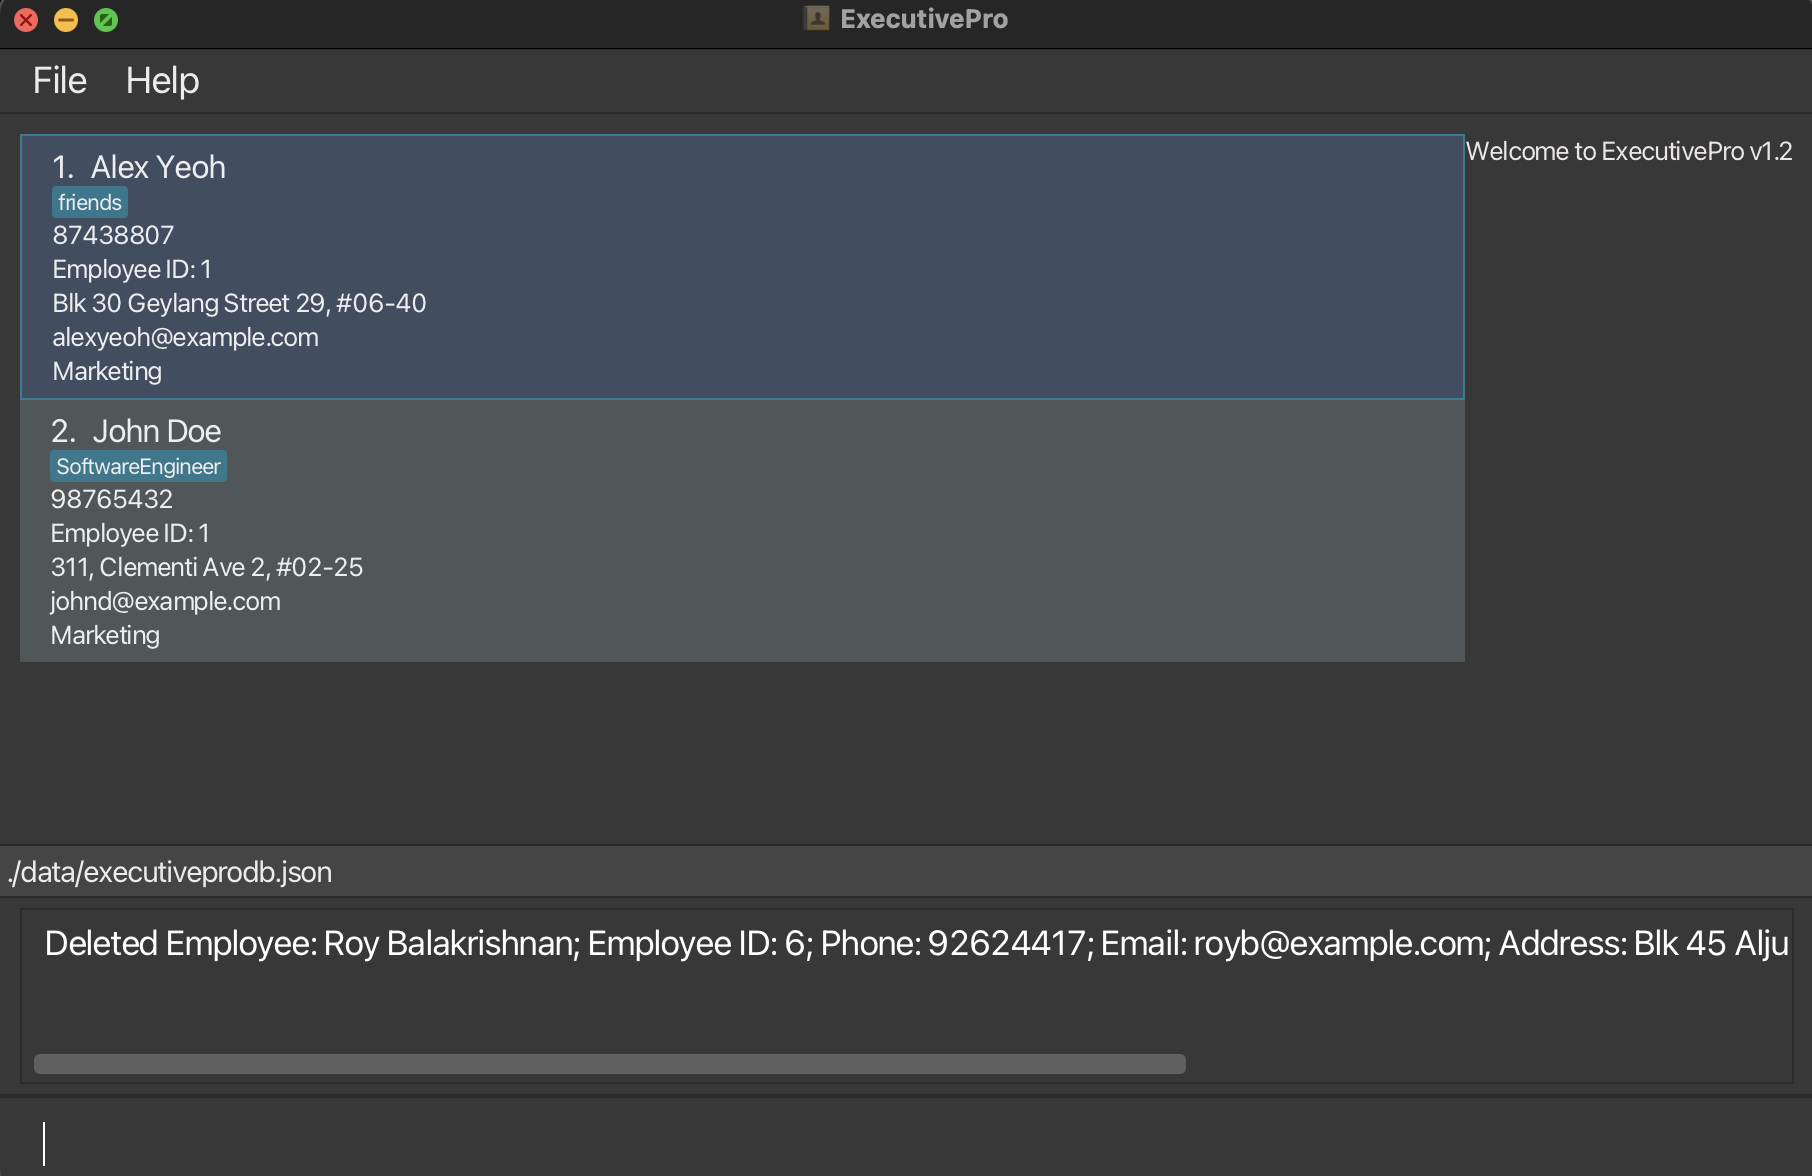 ExecutivePro
File Help
1. Alex Yeoh
friends
87438807
Employee ID: 1
Blk 30 Geylang Street 29, #06-40
alexyeoh@example.com
Marketing
2. John Doe
SoftwareEngineer
98765432
Employee ID: 1
311, Clementi Ave 2, #02-25
johnd@example.com
Marketing
Welcome to ExecutivePro v1.2
./data/executiveprodb.json
Deleted Employee: Roy Balakrishnan; Employee ID: 6; Phone: 92624417; Email: royb@example.com; Address: Blk 45 Alju